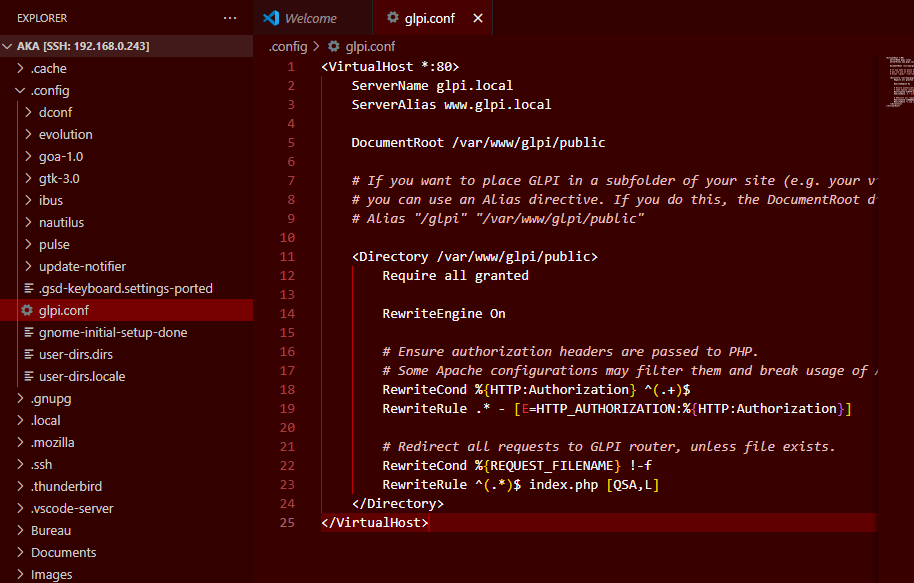 EXPLORER
AKA [SSH: 192.168.0.243]
.cache
.config
dconf
evolution
goa-1.0
gtk-3.0
ibus
nautilus
pulse
update-notifier
.gsd-keyboard.settings-ported
glpi.conf
gnome-initial-setup-done
user-dirs.dirs
user-dirs.locale
.gnupg
.local
.mozilla
.ssh
.thunderbird
.vscode-server
Bureau
Documents
Images
Welcome
glpi.conf
.config > glpi.conf
1 <VirtualHost *:80>
2 ServerName glpi.local
3 ServerAlias www.glpi.local
4
5 DocumentRoot /var/www/glpi/public
6
7 # If you want to place GLPI in a subfolder of your site (e.g. your
8 # you can use an Alias directive. If you do this, the DocumentRoot
9 # Alias "/glpi" "/var/www/glpi/public"
10
11 <Directory /var/www/glpi/public>
12 Require all granted
13
14 RewriteEngine On
15
16 # Ensure authorization headers are passed to PHP.
17 # Some Apache configurations may filter them and break usage of
18 RewriteCond %{HTTP:Authorization} ^(.+)$
19 RewriteRule .* - [E=HTTP_AUTHORIZATION:%{HTTP:Authorization}]
20
21 # Redirect all requests to GLPI router, unless file exists.
22 RewriteCond %{REQUEST_FILENAME} !-f
23 RewriteRule ^(.*)$ index.php [QSA,L]
24 </Directory>
25 </VirtualHost>